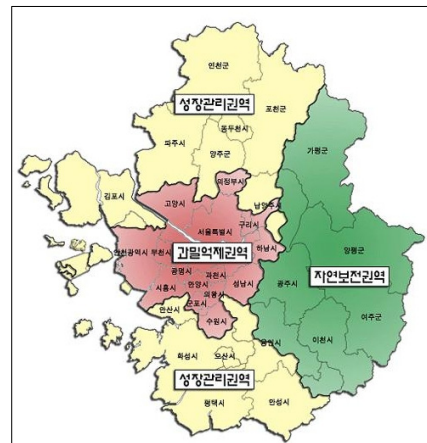 연천군
성장관리권역
포천군
동두천시
파주시
양주군
가평군
의정부시
고양시
남양주시
김포시
서울특별시
구리시
양평군
인천광역시
부천시
과밀억제권역
하남시
광명시
과천시
광주시
자연보전권역
시흥시
안양시
성남시
의왕시
군포시
여주군
안산시
수원시
용인시
이천시
화성시
오산시
성장관리권역
평택시
안성시